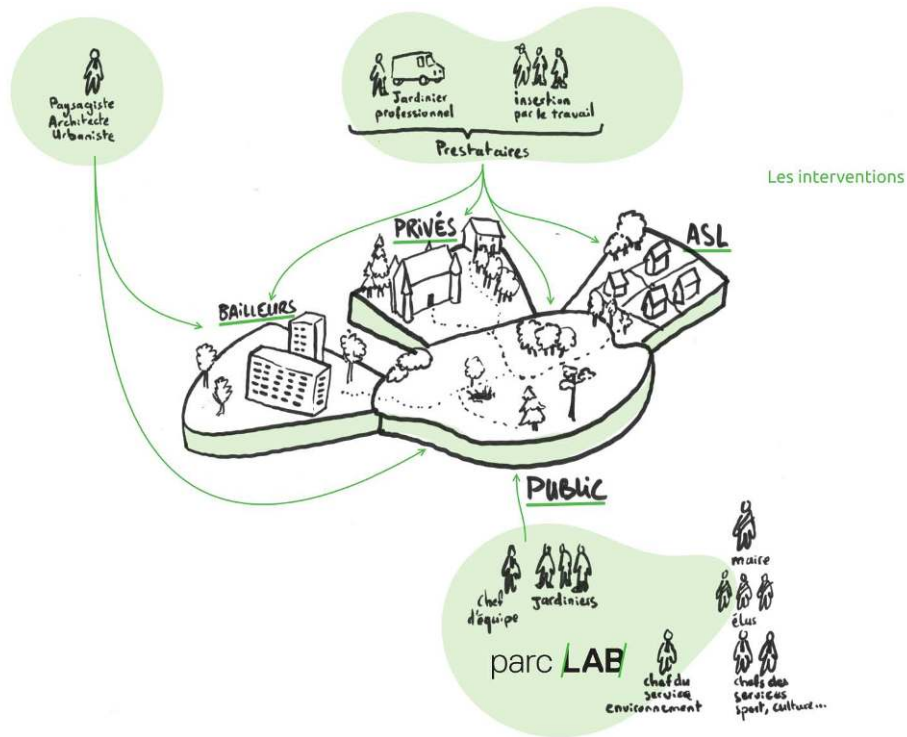 Paysagiste
Architecte
Urbaniste
Jardinier
professionnel
insertion
par le travail
Prestataires
Les interventions
PRIVÉS
ASL
BAILLEURS
PUBLIC
maire
chef
d'équipe
Jardiniers
élus
parc LAB
chef du
service
environnement
chefs des
services
sport, culture...